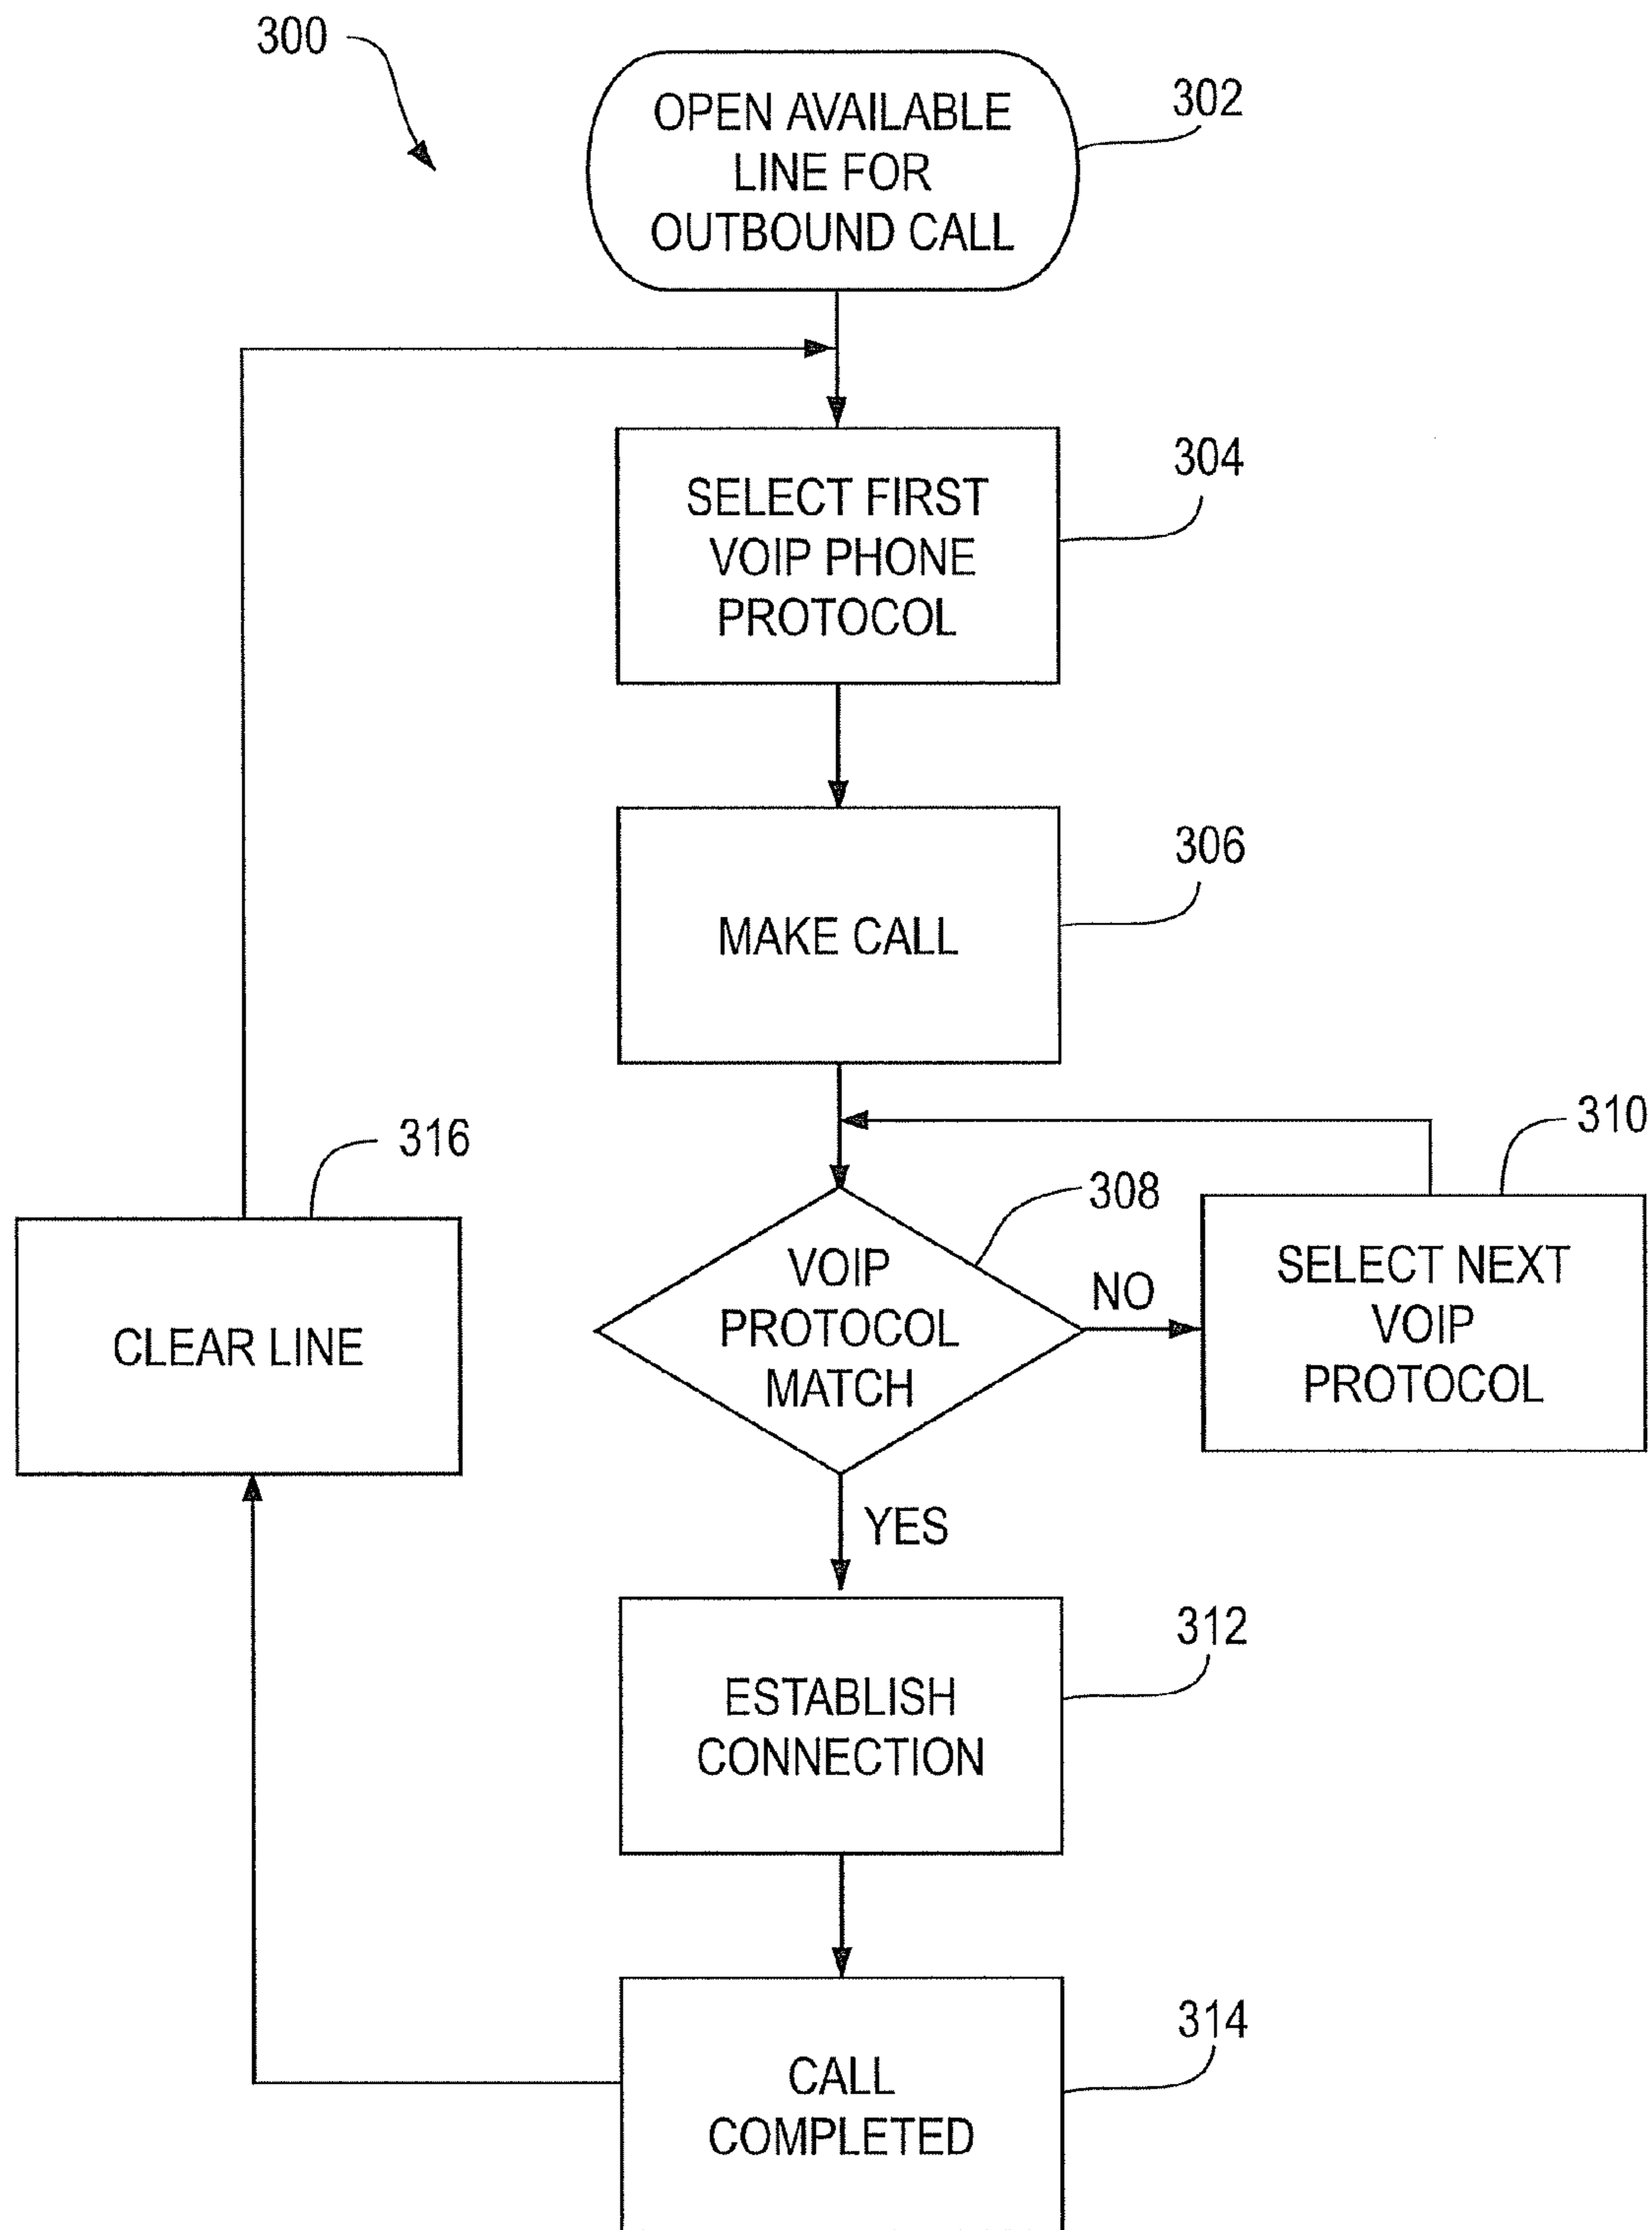 300
302
OPEN AVAILABLE
LINE FOR
OUTBOUND CALL
304
SELECT FIRST
VOIP PHONE
PROTOCOL
306
MAKE CALL
310
316
308
VOIP
PROTOCOL
MATCH
NO
SELECT NEXT
VOIP
PROTOCOL
CLEAR LINE
YES
312
ESTABLISH
CONNECTION
314
CALL
COMPLETED